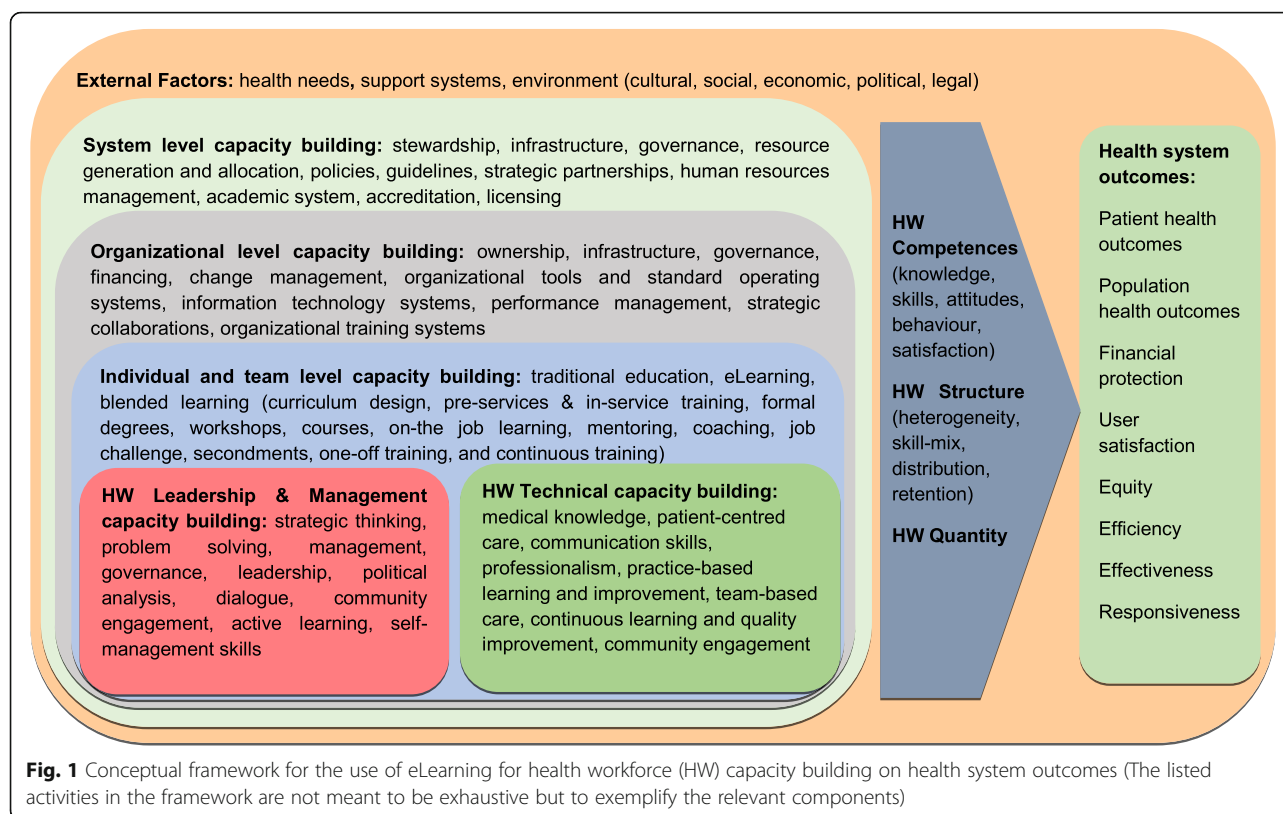 External Factors: health needs, support systems, environment (cultural, social, economic, political, legal)
System level capacity building: stewardship, infrastructure, governance, resource
generation and allocation, policies, guidelines, strategic partnerships, human resources
management, academic system, accreditation, licensing
Organizational level capacity building: ownership, infrastructure, governance,
financing, change management, organizational tools and standard operating
systems, information technology systems, performance management, strategic
collaborations, organizational training systems
Individual and team level capacity building: traditional education, eLearning,
blended learning (curriculum design, pre-services & in-service training, formal
degrees, workshops, courses, on-the job learning, mentoring, coaching, job
challenge, secondments, one-off training, and continuous training)
HW Leadership & Management
capacity building: strategic thinking,
problem solving, management,
governance, leadership, political
analysis, dialogue, community
engagement, active learning, self-
management skills
HW Technical capacity building:
medical knowledge, patient-centred
care, communication skills,
professionalism, practice-based
learning and improvement, team-based
care, continuous learning and quality
improvement, community engagement
HW
Competences
(knowledge,
skills, attitudes,
behaviour,
satisfaction)
HW Structure
(heterogeneity,
skill-mix,
distribution,
retention)
HW Quantity
Health system
outcomes:
Patient health
outcomes
Population
health outcomes
Financial
protection
User
satisfaction
Equity
Efficiency
Effectiveness
Responsiveness
Fig. 1 Conceptual framework for the use of eLearning for health workforce (HW) capacity building on health system outcomes (The listed
activities in the framework are not meant to be exhaustive but to exemplify the relevant components)